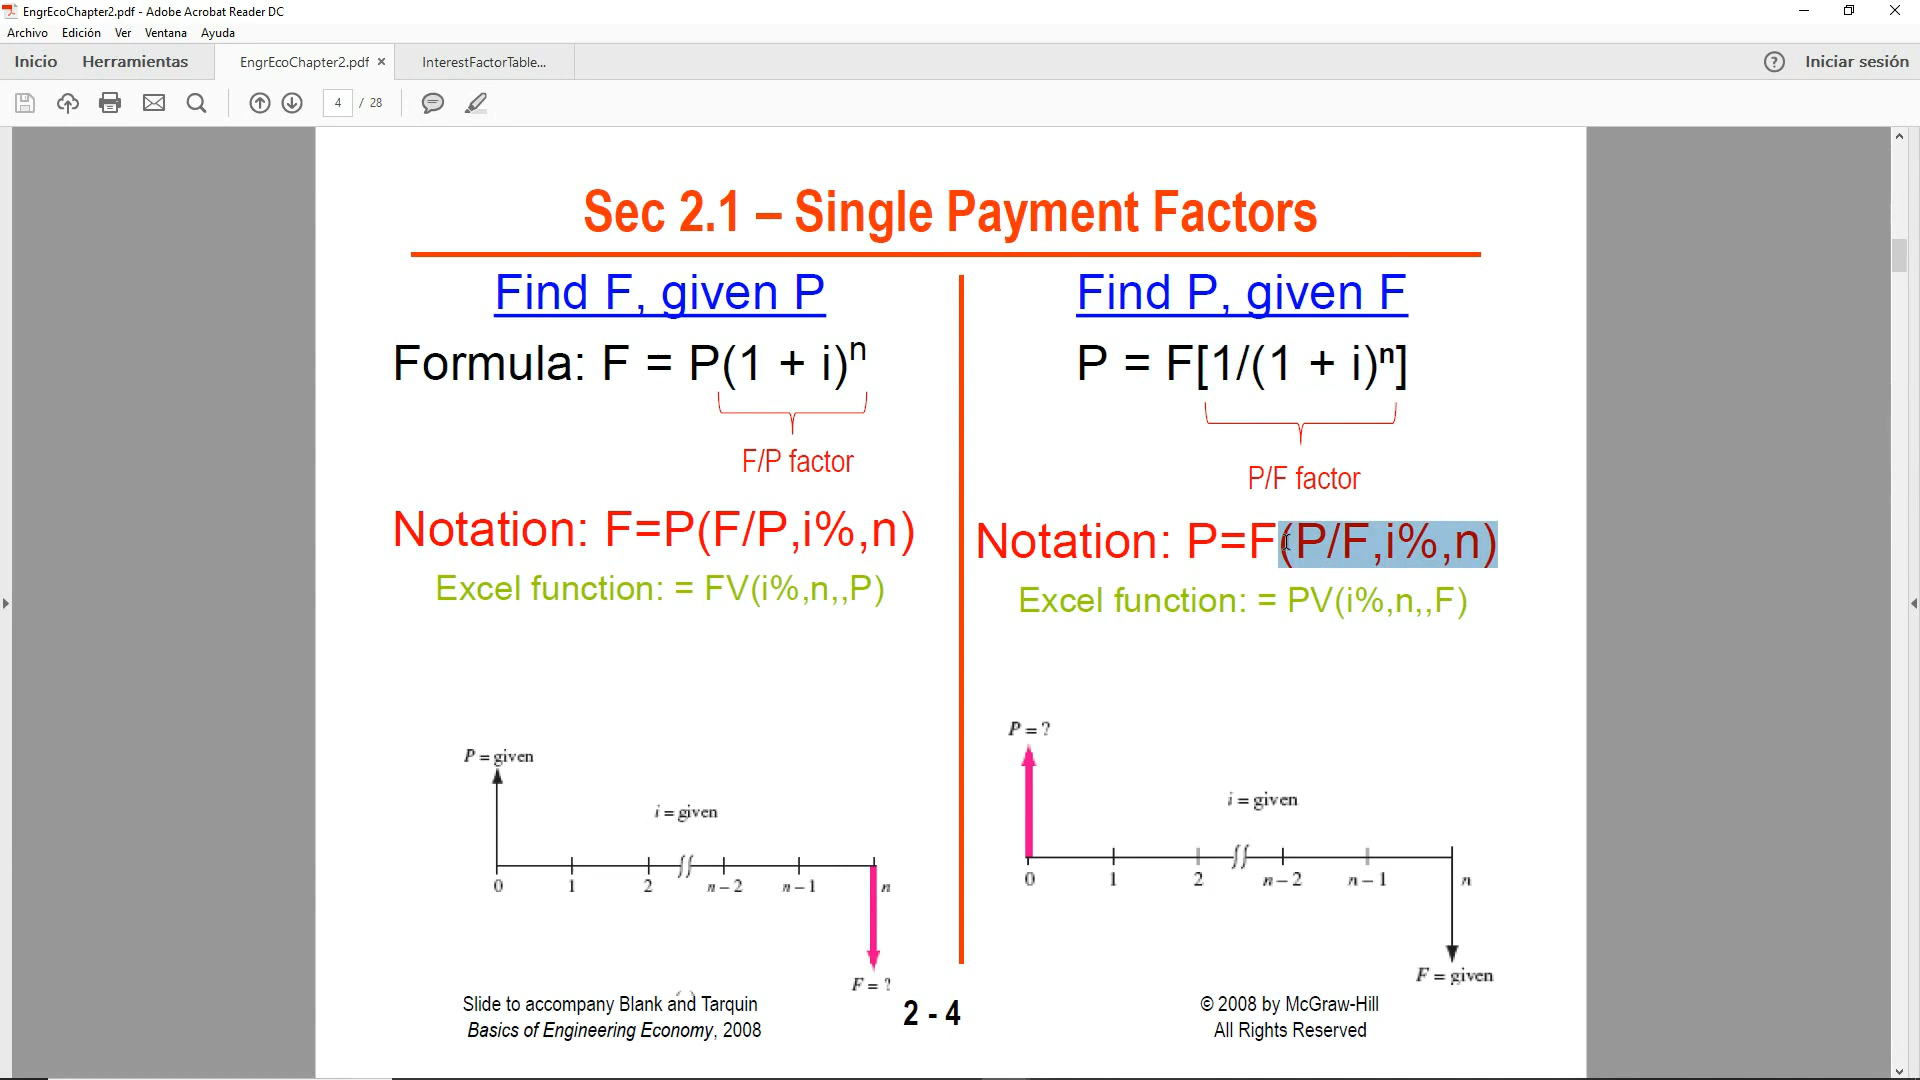 EngrEcoChapter2.pdf - Adobe Acrobat Reader DC
Archivo Edición Ver Ventana Ayuda
Inicio Herramientas EngrEcoChapter2.pdf × InterestFactorTable... ? Iniciar sesión
4 / 28
Sec 2.1 – Single Payment Factors
Find F, given P
Formula: F = P(1 + i)ⁿ
F/P factor
Notation: F=P(F/P,i%,n)
Excel function: = FV(i%,n,,P)
P = given
i = given
0 1 2 n – 2 n – 1 n
F = ?
Find P, given F
P = F[1/(1 + i)ⁿ]
P/F factor
Notation: P=F(P/F,i%,n)
Excel function: = PV(i%,n,,F)
P = ?
i = given
0 1 2 n – 2 n – 1 n
F = given
Slide to accompany Blank and Tarquin
Basics of Engineering Economy, 2008
2 - 4
© 2008 by McGraw-Hill
All Rights Reserved